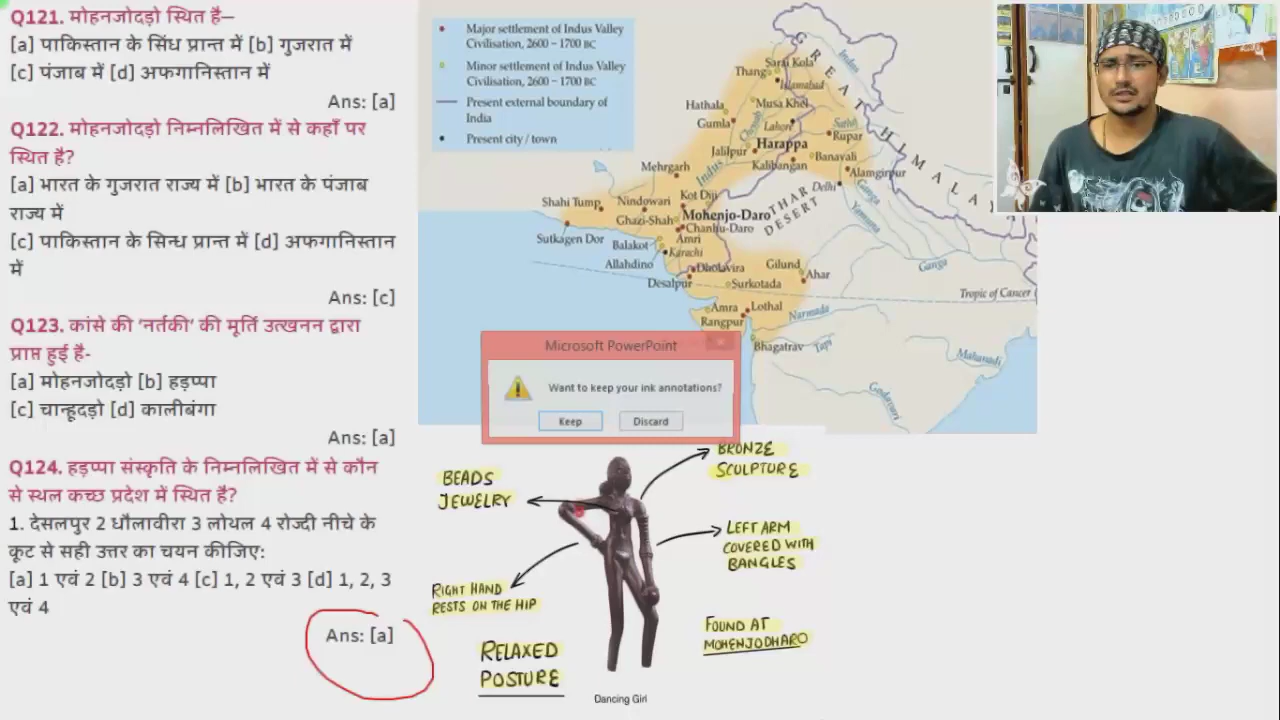 Q121. मोहनजोदड़ो स्थित है–
[a] पाकिस्तान के सिंध प्रान्त में [b] गुजरात में
[c] पंजाब में [d] अफगानिस्तान में
Ans: [a]
Q122. मोहनजोदड़ो निम्नलिखित में से कहाँ पर
स्थित है?
[a] भारत के गुजरात राज्य में [b] भारत के पंजाब
राज्य में
[c] पाकिस्तान के सिन्ध प्रान्त में [d] अफगानिस्तान
में
Ans: [c]
Q123. कांसे की 'नर्तकी' की मूर्ति उत्खनन द्वारा
प्राप्त हुई है-
[a] मोहनजोदड़ो [b] हड़प्पा
[c] चान्हूदड़ो [d] कालीबंगा
Ans: [a]
Q124. हड़प्पा संस्कृति के निम्नलिखित में से कौन
से स्थल कच्छ प्रदेश में स्थित है?
1. देसलपुर 2 धौलावीरा 3 लोथल 4 रोज्दी नीचे के
कूट से सही उत्तर का चयन कीजिए:
[a] 1 एवं 2 [b] 3 एवं 4 [c] 1, 2 एवं 3 [d] 1, 2, 3
एवं 4
Ans: [a]
Major settlement of Indus Valley
Civilisation, 2600 – 1700 BC
Minor settlement of Indus Valley
Civilisation, 2600 – 1700 BC
Present external boundary of
India
Present city / town
GREAT
HIMALAYA
Indus
Sarai Kola
Thang
Islamabad
Hathala
Musa Khel
Gumla
Lahore
Rupar
Jalilpur
Harappa
Banavali
Kalibangan
Mehrgarh
Indus
Alamgirpur
Delhi
Ganga
Yamuna
THAR
DESERT
Kot Diji
Shahi Tump
Nindowari
Mohenjo-Daro
Ghazi-Shah
Chanhu-Daro
Sutkagen Dor
Amri
Balakot
Karachi
Allahdino
Ganga
Dholavira
Gilund
Ahar
Desalpur
Surkotada
Tropic of Cancer
Amra
Lothal
Narmada
Rangpur
Bhagatrav
Tapi
Mahanadi
Godavari
Microsoft PowerPoint
Want to keep your ink annotations?
Keep
Discard
BRONZE
SCULPTURE
BEADS
JEWELRY
LEFT ARM
COVERED WITH
BANGLES
RIGHT HAND
RESTS ON THE HIP
FOUND AT
MOHENJODHARO
RELAXED
POSTURE
Dancing Girl